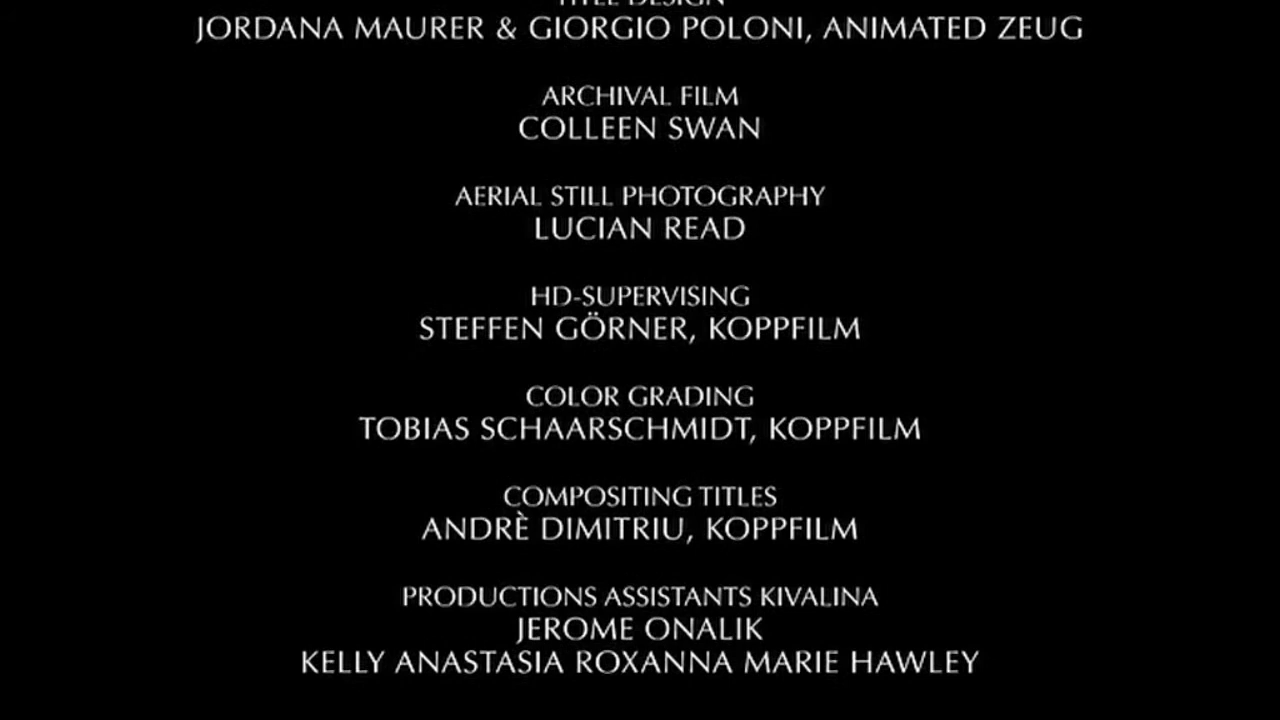 TITLE DESIGN
JORDANA MAURER & GIORGIO POLONI, ANIMATED ZEUG
ARCHIVAL FILM
COLLEEN SWAN
AERIAL STILL PHOTOGRAPHY
LUCIAN READ
HD-SUPERVISING
STEFFEN GÖRNER, KOPPFILM
COLOR GRADING
TOBIAS SCHAARSCHMIDT, KOPPFILM
COMPOSITING TITLES
ANDRÈ DIMITRIU, KOPPFILM
PRODUCTIONS ASSISTANTS KIVALINA
JEROME ONALIK
KELLY ANASTASIA ROXANNA MARIE HAWLEY